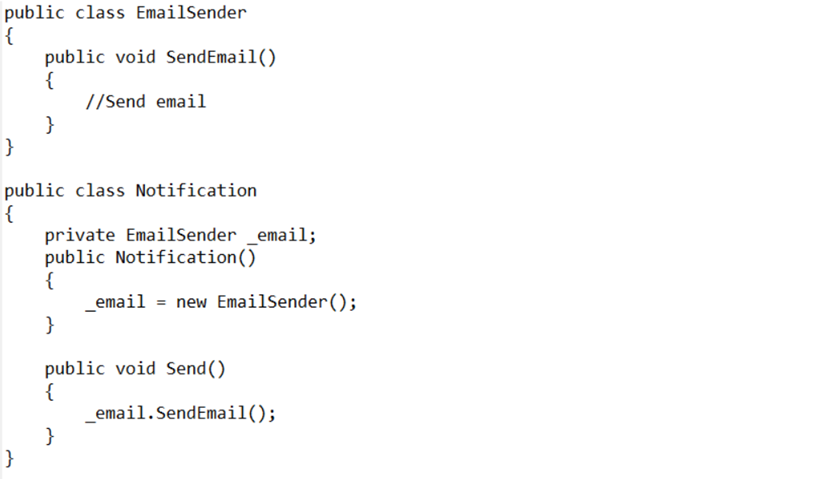 public class EmailSender
{
    public void SendEmail()
    {
        //Send email
    }
}

public class Notification
{
    private EmailSender _email;
    public Notification()
    {
        _email = new EmailSender();
    }

    public void Send()
    {
        _email.SendEmail();
    }
}